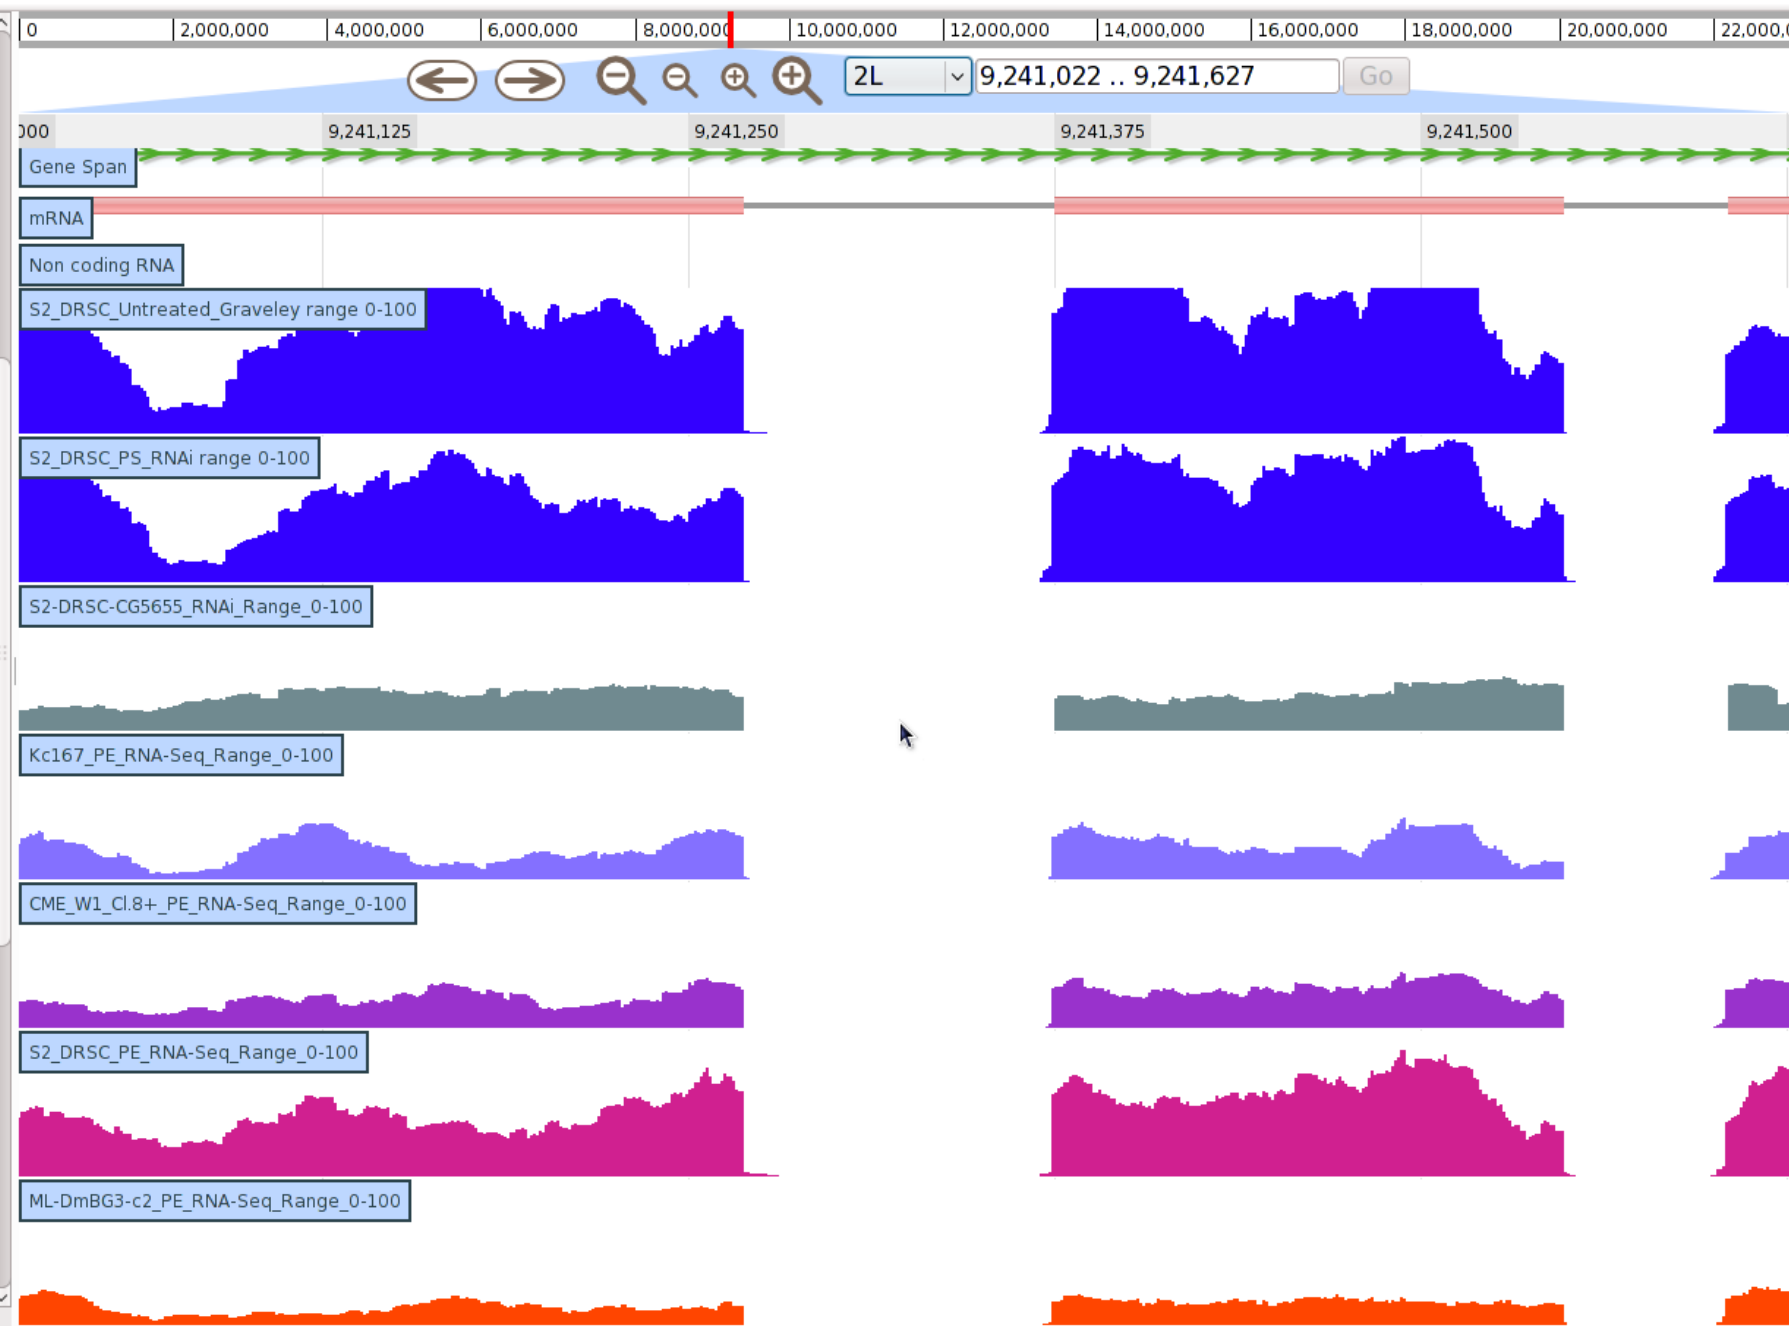 0 2,000,000 4,000,000 6,000,000 8,000,000 10,000,000 12,000,000 14,000,000 16,000,000 18,000,000 20,000,000 22,000,
2L 9,241,022 .. 9,241,627 Go
000 9,241,125 9,241,250 9,241,375 9,241,500
Gene Span
mRNA
Non coding RNA
S2_DRSC_Untreated_Graveley range 0-100
S2_DRSC_PS_RNAi range 0-100
S2-DRSC-CG5655_RNAi_Range_0-100
Kc167_PE_RNA-Seq_Range_0-100
CME_W1_Cl.8+_PE_RNA-Seq_Range_0-100
S2_DRSC_PE_RNA-Seq_Range_0-100
ML-DmBG3-c2_PE_RNA-Seq_Range_0-100